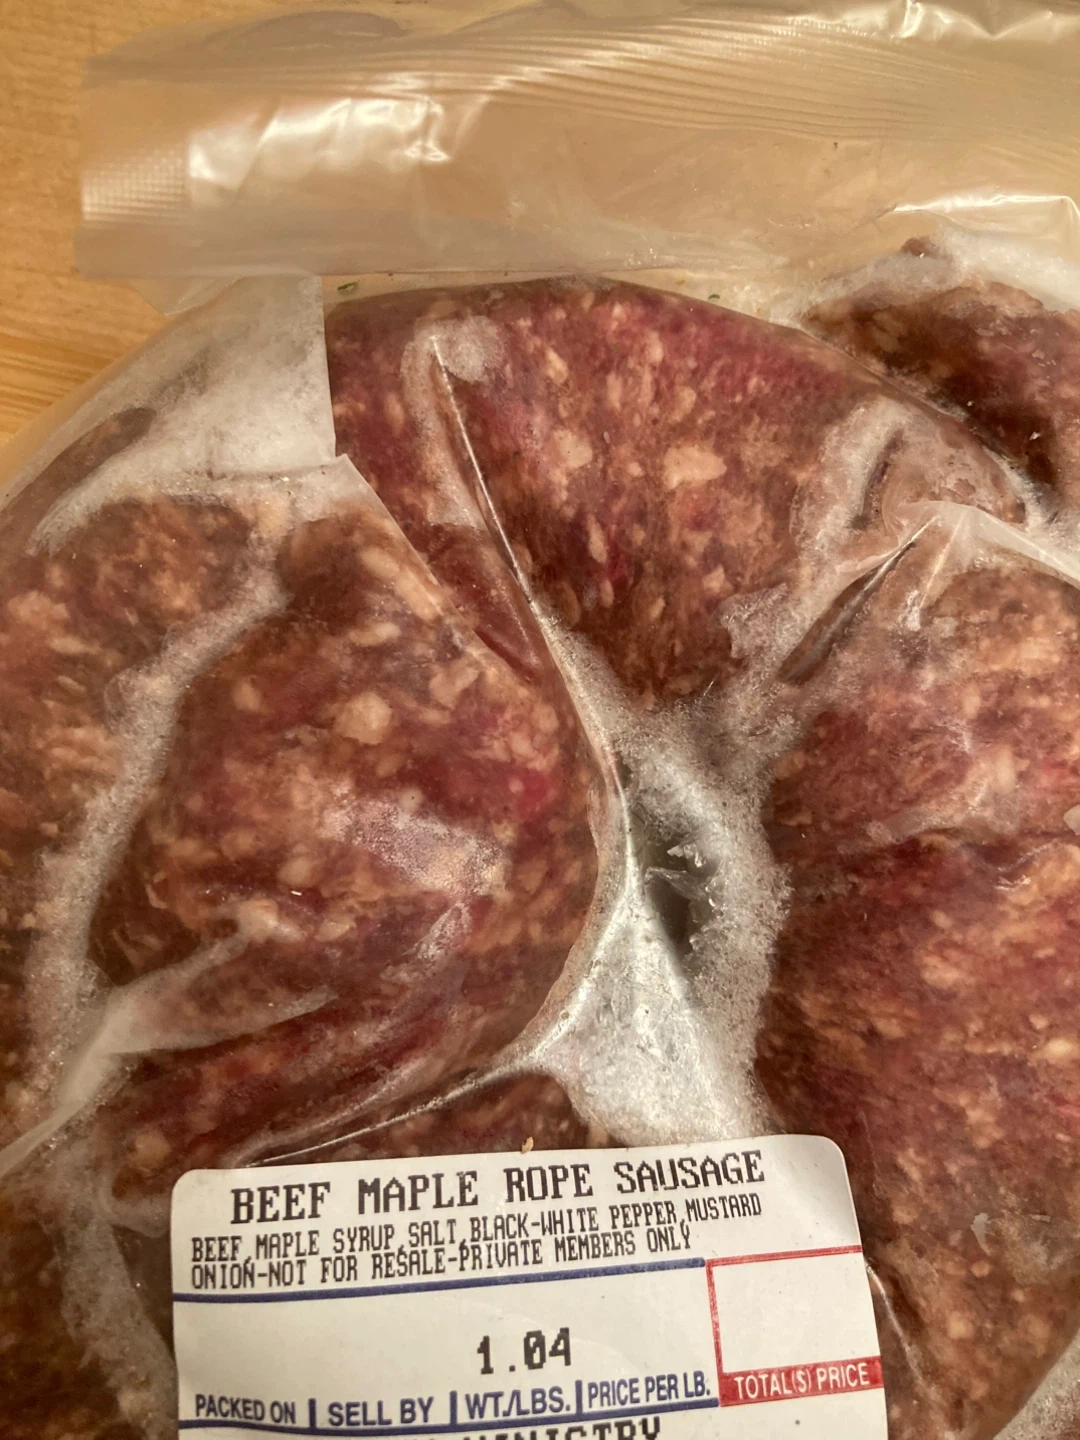 BEEF MAPLE ROPE SAUSAGE
BEEF,MAPLE SYRUP,SALT,BLACK-WHITE PEPPER,MUSTARD
ONION-NOT FOR RESALE-PRIVATE MEMBERS ONLY
1.04
PACKED ON SELL BY WT./LBS. PRICE PER LB. TOTAL($) PRICE
MINISTRY